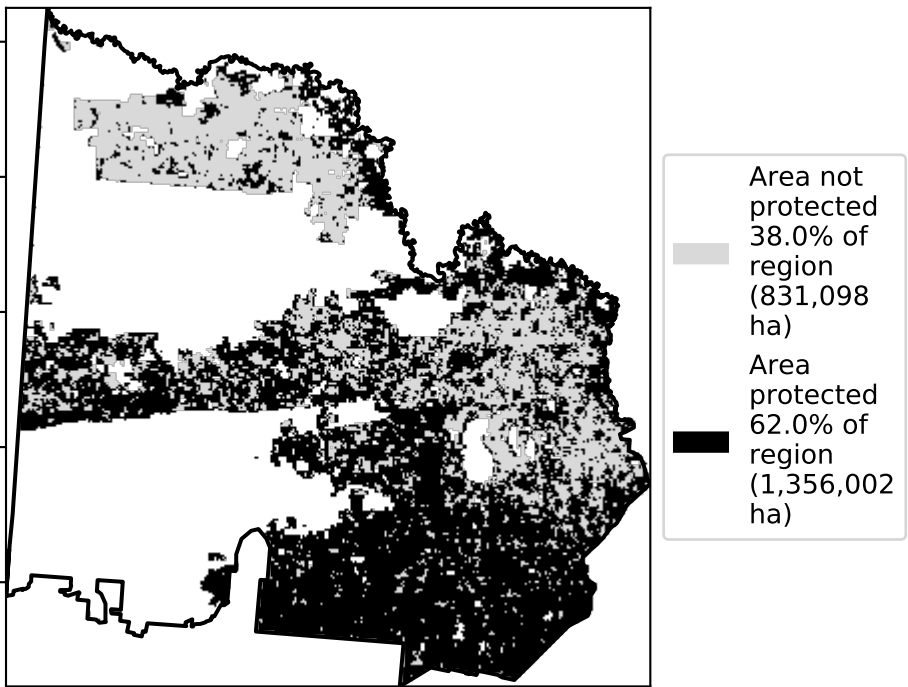 Area not
protected
38.0% of
region
(831,098
ha)
Area
protected
62.0% of
region
(1,356,002
ha)